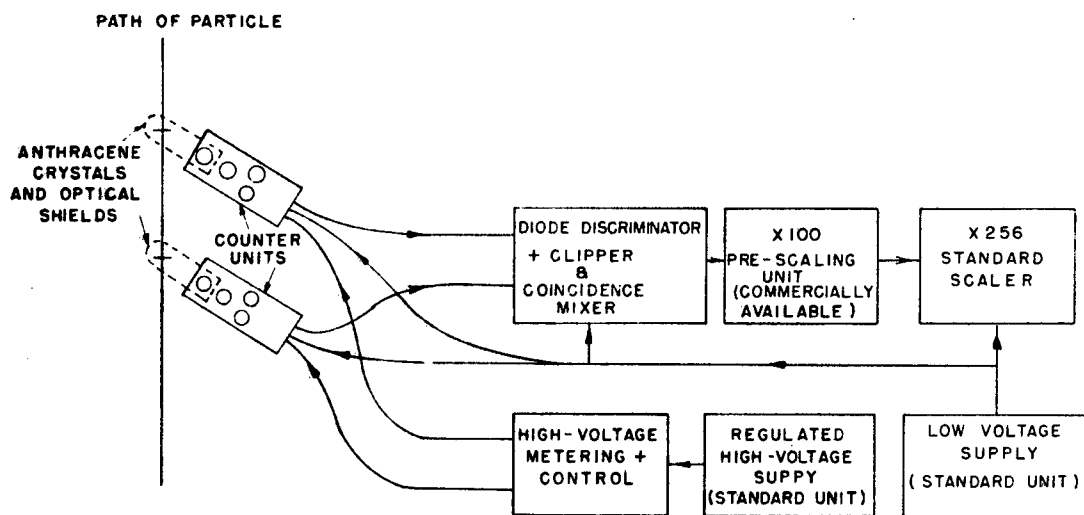 PATH OF PARTICLE
ANTHRACENE
CRYSTALS
AND OPTICAL
SHIELDS
COUNTER
UNITS
DIODE DISCRIMINATOR
+ CLIPPER
&
COINCIDENCE
MIXER
X 100
PRE-SCALING
UNIT
(COMMERCIALLY
AVAILABLE)
X 256
STANDARD
SCALER
HIGH-VOLTAGE
METERING +
CONTROL
REGULATED
HIGH-VOLTAGE
SUPPY
(STANDARD UNIT)
LOW VOLTAGE
SUPPLY
(STANDARD UNIT)